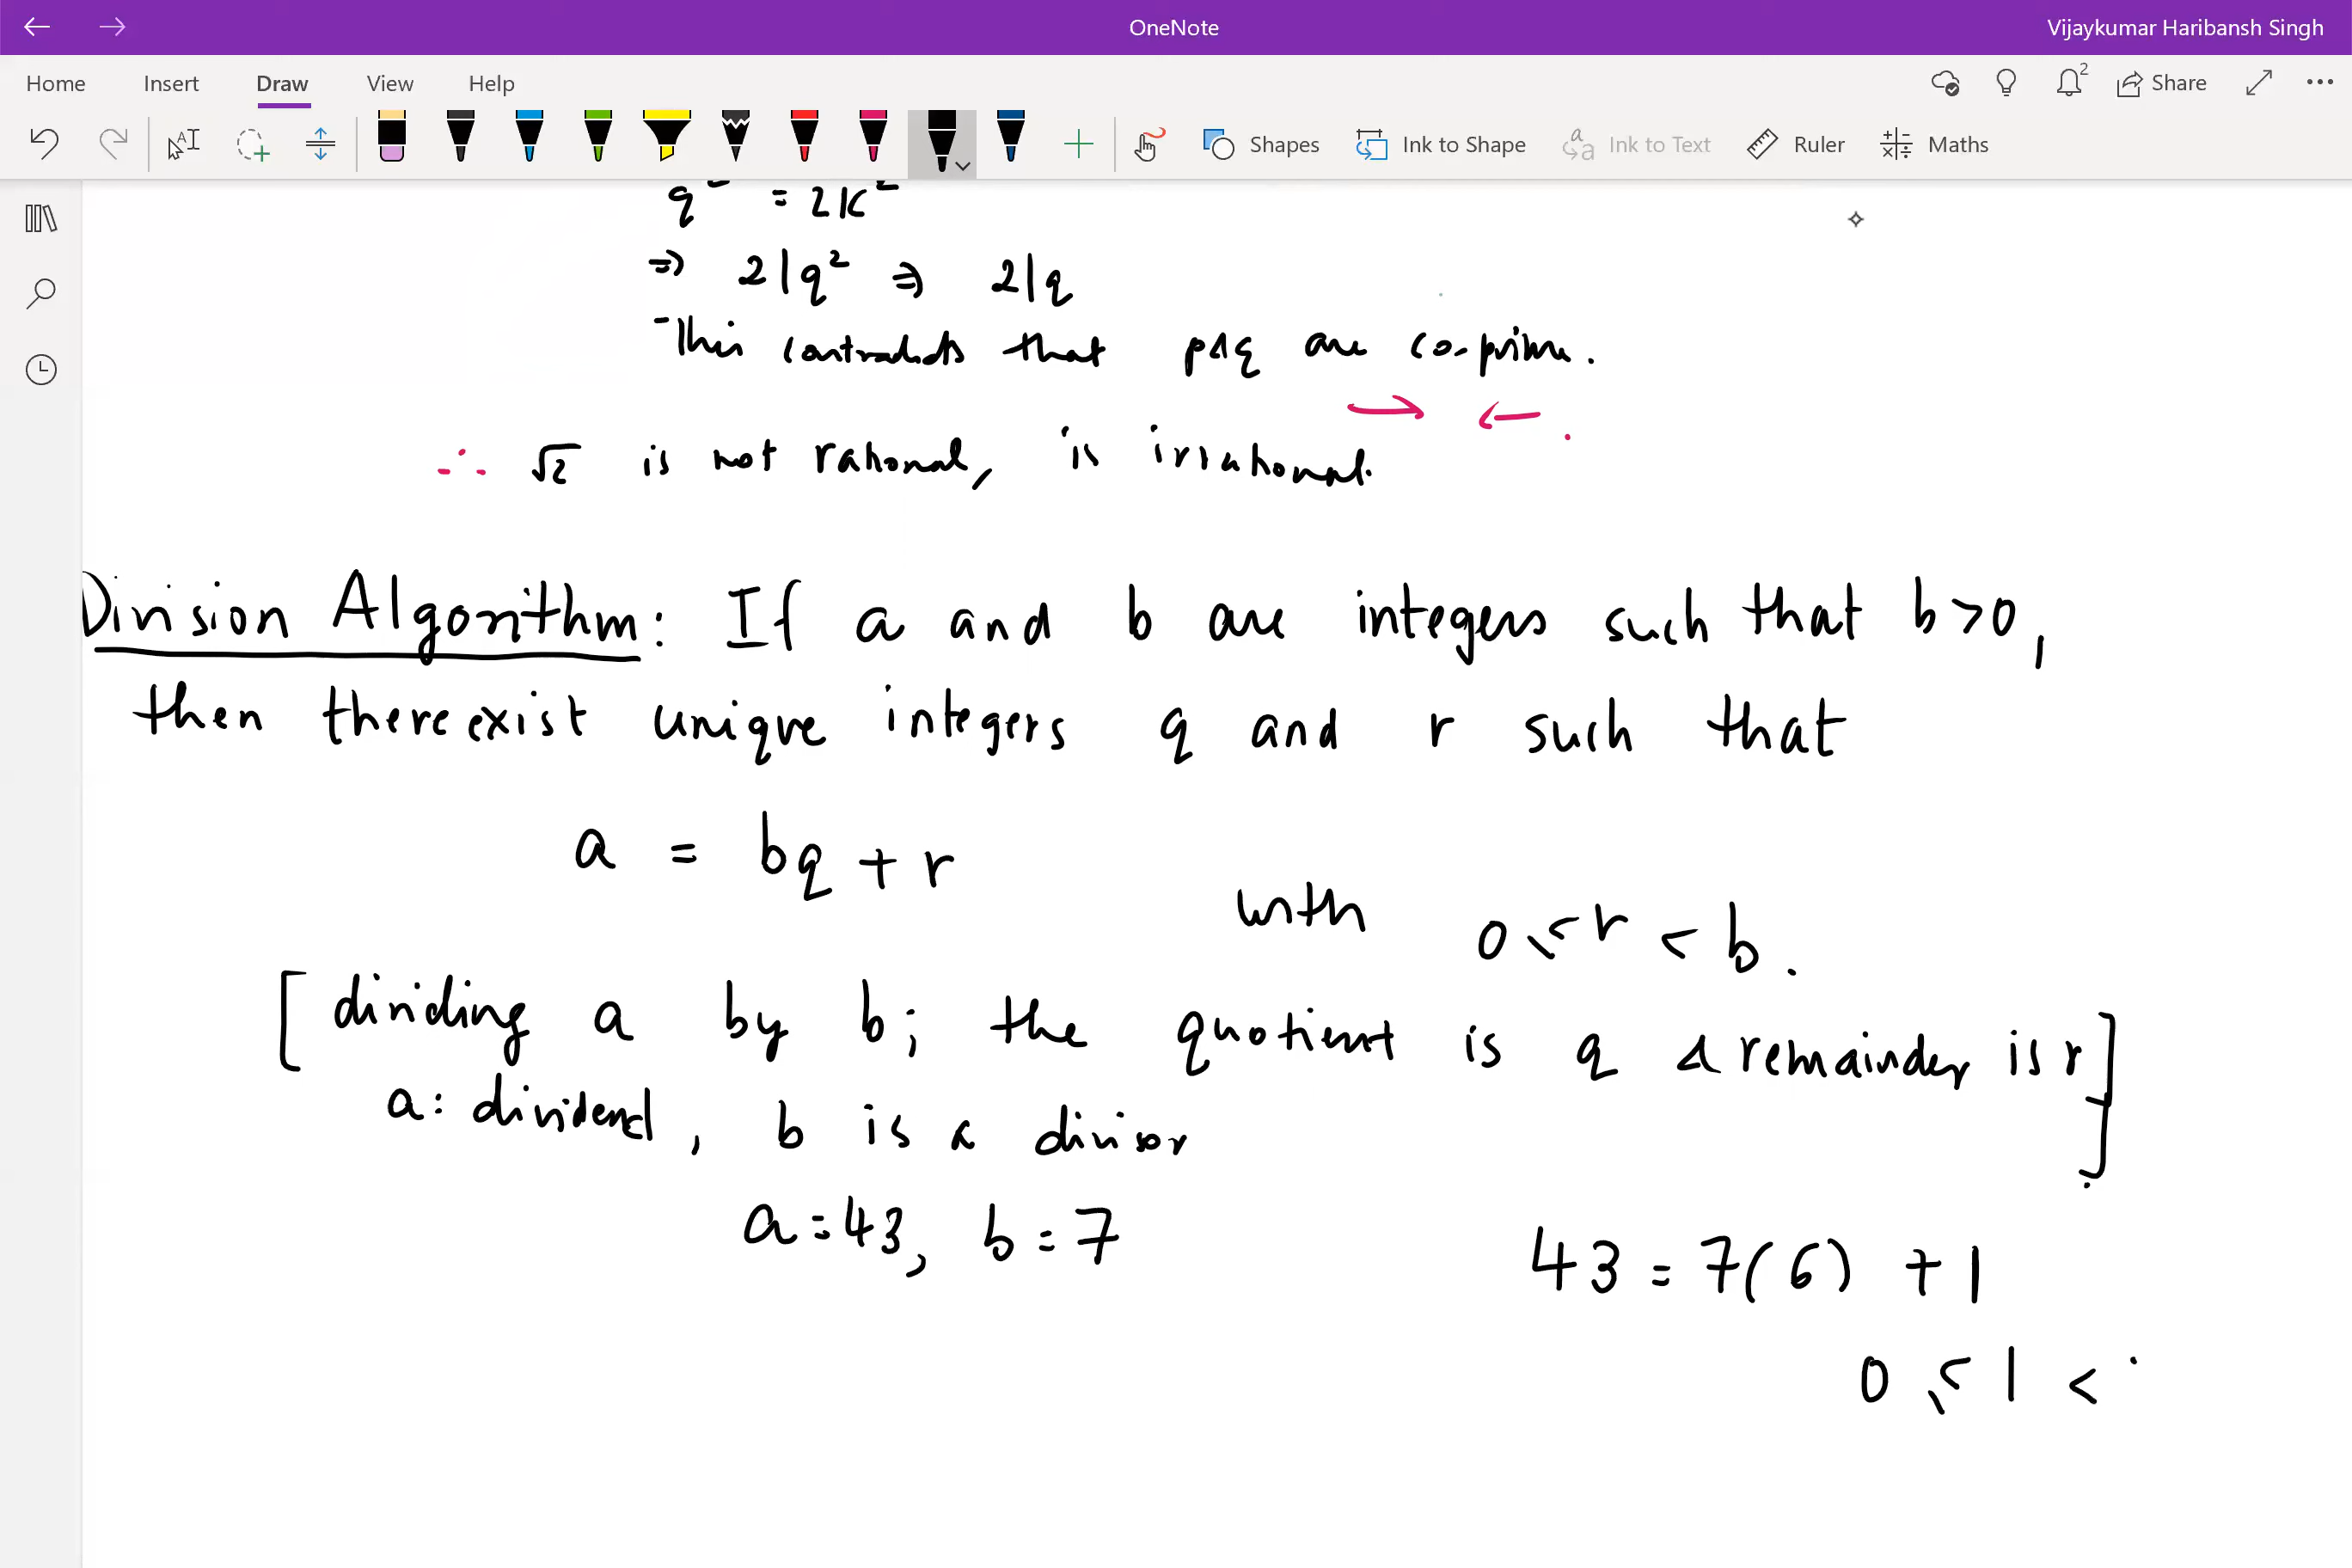 OneNote
Vijaykumar Haribansh Singh
Home Insert Draw View Help
2
Share
Shapes Ink to Shape Ink to Text Ruler Maths
q² = 2k²
⇒ 2|q² ⇒ 2|q
This contradicts that p & q are co-prime.
→ ←.
∴ √2 is not rational, is irrational.
Division Algorithm: If a and b are integers such that b>0,
then there exist unique integers q and r such that
a = bq + r
with 0 ≤ r < b.
[dividing a by b; the quotient is q & remainder is r
a: dividend, b is a divisor].
a=43, b=7
43 = 7(6) + 1
0 ≤ 1 <